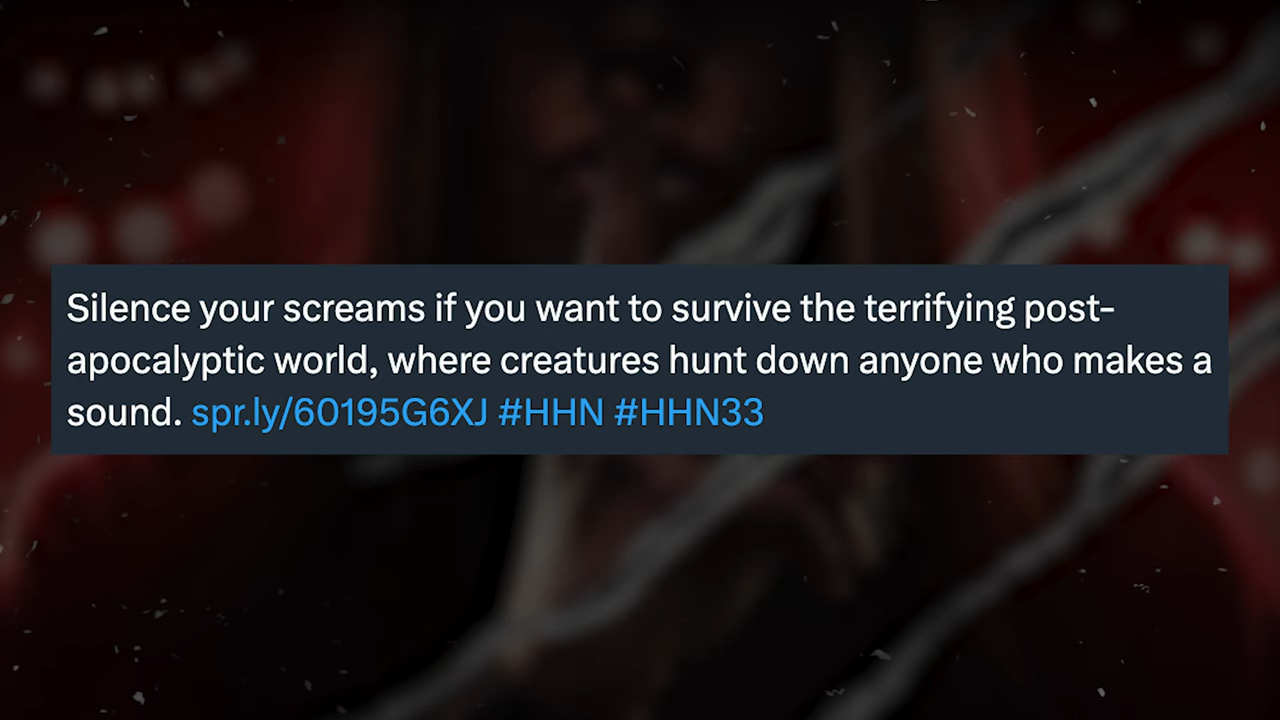 Silence your screams if you want to survive the terrifying post-
apocalyptic world, where creatures hunt down anyone who makes a
sound. spr.ly/60195G6XJ #HHN #HHN33